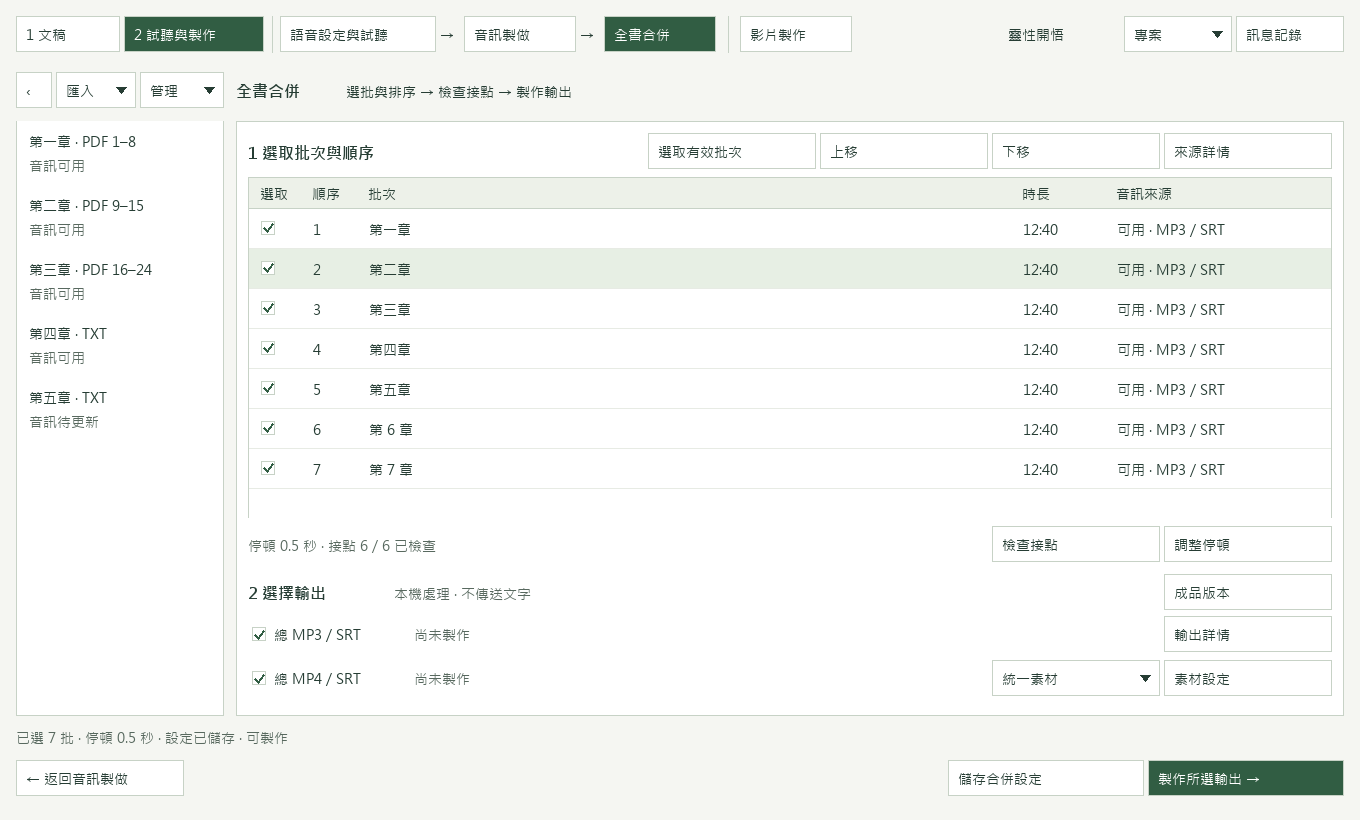 1 文稿 2 試聽與製作 語音設定與試聽 → 音訊製做 → 全書合併 影片製作 靈性開悟 專案 訊息記錄
‹ 匯入 管理 全書合併 選批與排序 → 檢查接點 → 製作輸出
第一章 · PDF 1–8
音訊可用
第二章 · PDF 9–15
音訊可用
第三章 · PDF 16–24
音訊可用
第四章 · TXT
音訊可用
第五章 · TXT
音訊待更新
1 選取批次與順序 選取有效批次 上移 下移 來源詳情
選取 順序 批次 時長 音訊來源
1 第一章 12:40 可用 · MP3 / SRT
2 第二章 12:40 可用 · MP3 / SRT
3 第三章 12:40 可用 · MP3 / SRT
4 第四章 12:40 可用 · MP3 / SRT
5 第五章 12:40 可用 · MP3 / SRT
6 第 6 章 12:40 可用 · MP3 / SRT
7 第 7 章 12:40 可用 · MP3 / SRT
停頓 0.5 秒 · 接點 6 / 6 已檢查 檢查接點 調整停頓
2 選擇輸出 本機處理 · 不傳送文字 成品版本
總 MP3 / SRT 尚未製作 輸出詳情
總 MP4 / SRT 尚未製作 統一素材 素材設定
已選 7 批 · 停頓 0.5 秒 · 設定已儲存 · 可製作
← 返回音訊製做 儲存合併設定 製作所選輸出 →